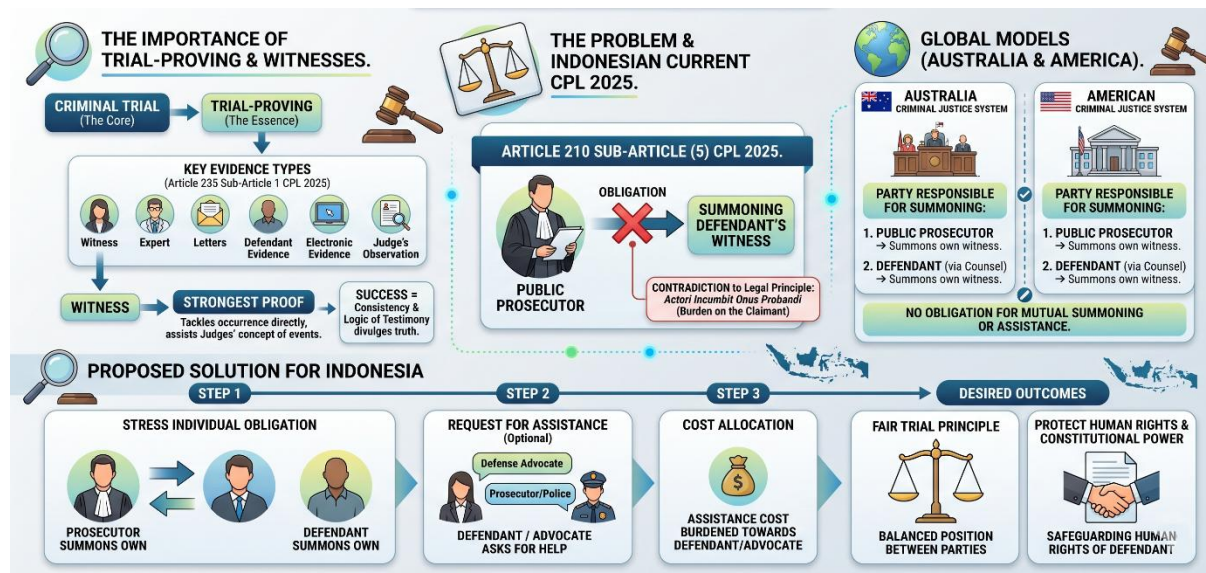 THE IMPORTANCE OF
TRIAL-PROVING & WITNESSES.
CRIMINAL TRIAL
(The Core)
TRIAL-PROVING
(The Essence)
KEY EVIDENCE TYPES
(Article 235 Sub-Article 1 CPL 2025)
Witness
Expert
Letters
Defendant
Evidence
Electronic
Evidence
Judge's
Observation
WITNESS
STRONGEST PROOF
Tackles occurrence directly,
assists Judges' concept of events.
SUCCESS =
Consistency &
Logic of Testimony
divulges truth.
THE PROBLEM &
INDONESIAN CURRENT
CPL 2025.
ARTICLE 210 SUB-ARTICLE (5) CPL 2025.
PUBLIC
PROSECUTOR
OBLIGATION
SUMMONING
DEFENDANT'S
WITNESS
CONTRADICTION to Legal Principle:
Actori Incumbit Onus Probandi
(Burden on the Claimant)
GLOBAL MODELS
(AUSTRALIA & AMERICA).
AUSTRALIA
CRIMINAL JUSTICE SYSTEM
PARTY RESPONSIBLE
FOR SUMMONING:
1. PUBLIC PROSECUTOR
→ Summons own witness.
2. DEFENDANT (via Counsel)
→ Summons own witness.
AMERICAN
CRIMINAL JUSTICE SYSTEM
PARTY RESPONSIBLE
FOR SUMMONING:
1. PUBLIC PROSECUTOR
→ Summons own witness.
2. DEFENDANT (via Counsel)
→ Summons own witness.
NO OBLIGATION FOR MUTUAL SUMMONING
OR ASSISTANCE.
PROPOSED SOLUTION FOR INDONESIA
STEP 1
STRESS INDIVIDUAL OBLIGATION
PROSECUTOR
SUMMONS OWN
DEFENDANT
SUMMONS OWN
STEP 2
REQUEST FOR ASSISTANCE
(Optional)
Defense Advocate
Prosecutor/Police
DEFENDANT / ADVOCATE
ASKS FOR HELP
STEP 3
COST ALLOCATION
$
ASSISTANCE COST
BURDENED TOWARDS
DEFENDANT/ADVOCATE
DESIRED OUTCOMES
FAIR TRIAL PRINCIPLE
BALANCED POSITION
BETWEEN PARTIES
PROTECT HUMAN RIGHTS &
CONSTITUTIONAL POWER
SAFEGUARDING HUMAN
RIGHTS OF DEFENDANT